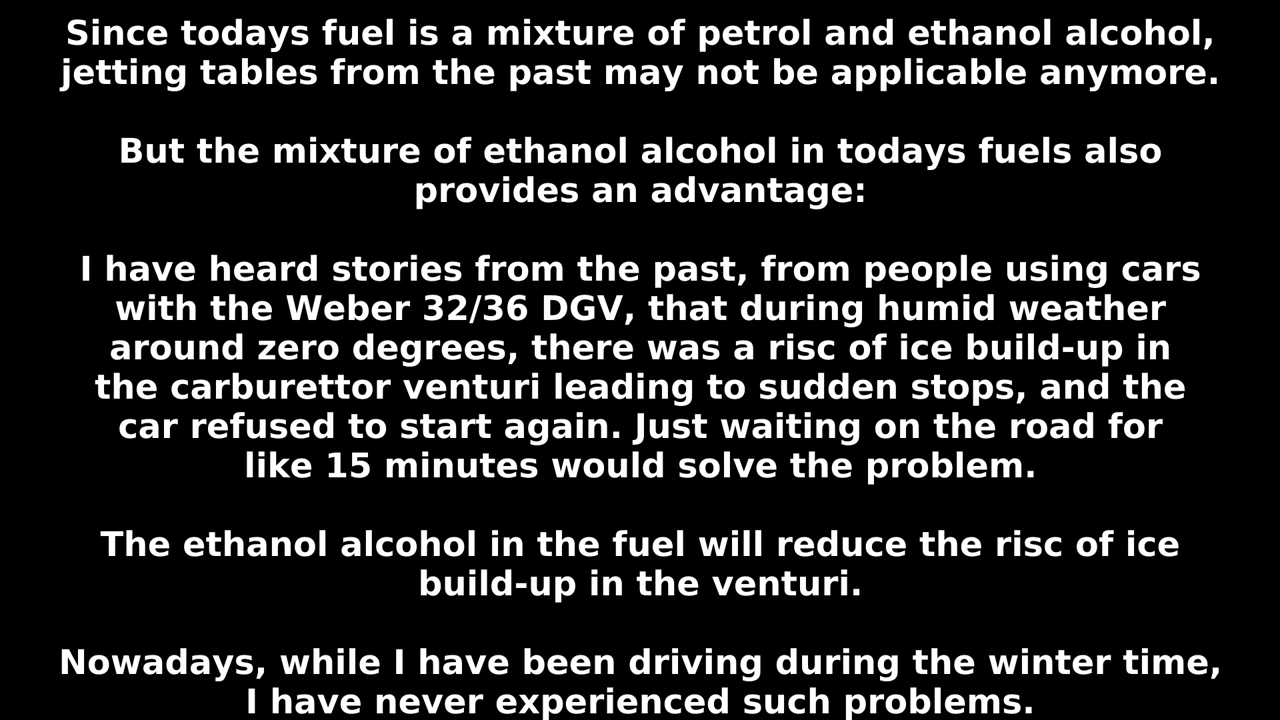 Since todays fuel is a mixture of petrol and ethanol alcohol,
jetting tables from the past may not be applicable anymore.
But the mixture of ethanol alcohol in todays fuels also
provides an advantage:
I have heard stories from the past, from people using cars
with the Weber 32/36 DGV, that during humid weather
around zero degrees, there was a risc of ice build-up in
the carburettor venturi leading to sudden stops, and the
car refused to start again. Just waiting on the road for
like 15 minutes would solve the problem.
The ethanol alcohol in the fuel will reduce the risc of ice
build-up in the venturi.
Nowadays, while I have been driving during the winter time,
I have never experienced such problems.